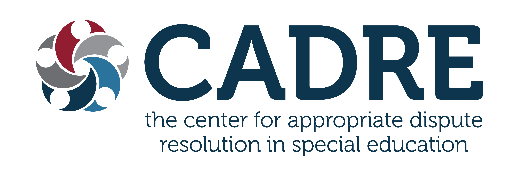 CADRE
the center for appropriate dispute
resolution in special education